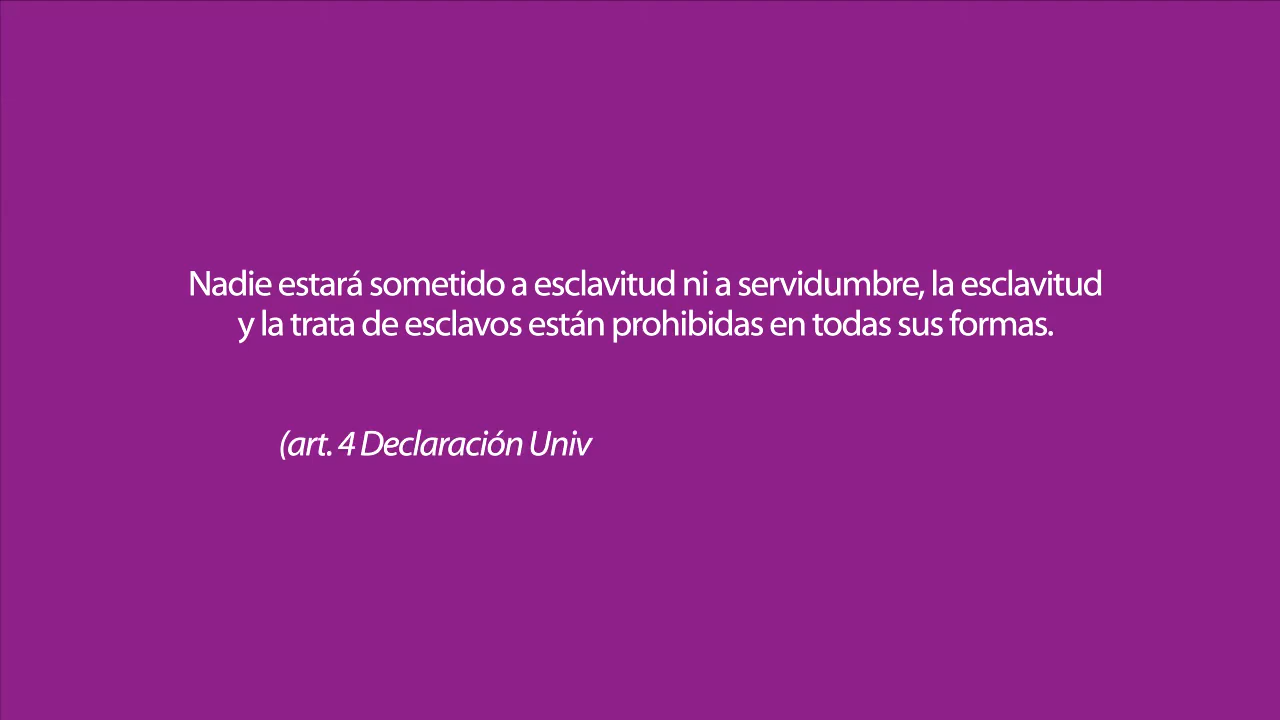 Nadie estará sometido a esclavitud ni a servidumbre, la esclavitud
y la trata de esclavos están prohibidas en todas sus formas.
(art. 4 Declaración Univ